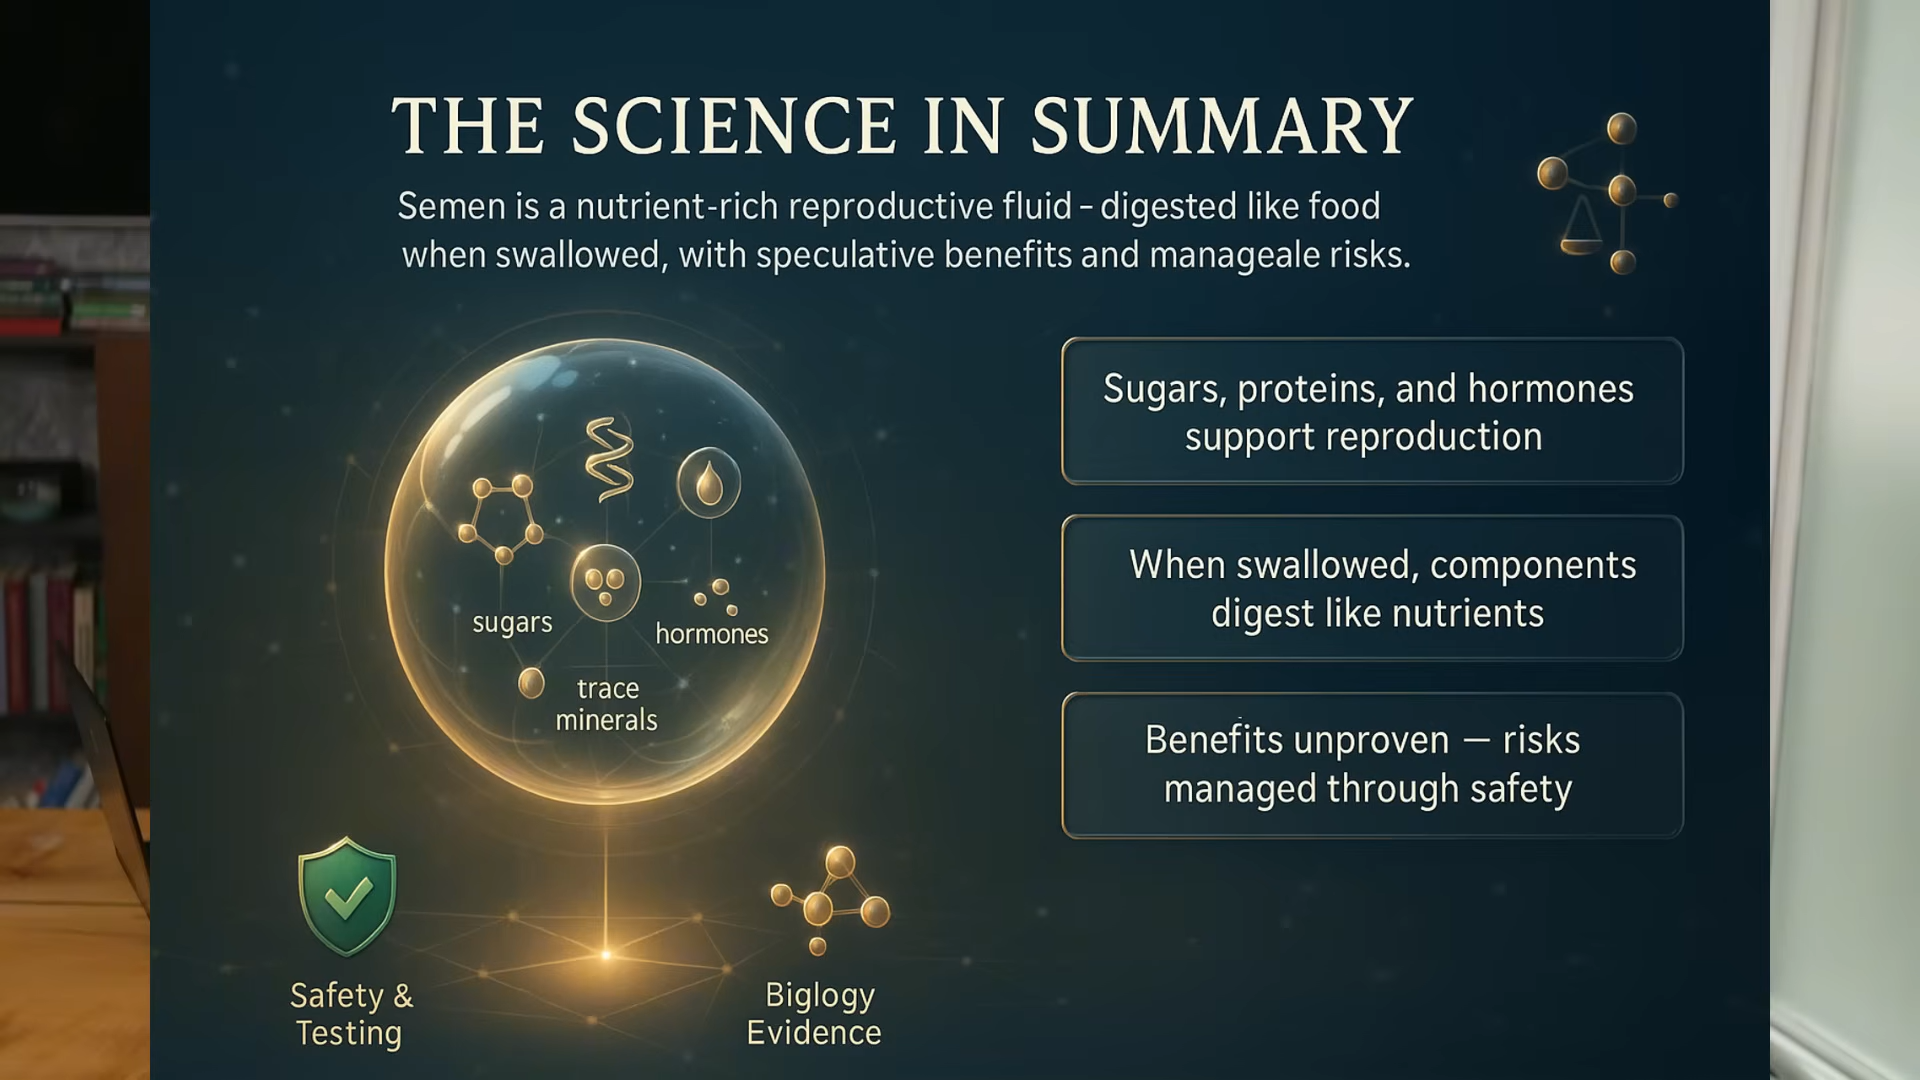 THE SCIENCE IN SUMMARY
Semen is a nutrient-rich reproductive fluid - digested like food
when swallowed, with speculative benefits and manageale risks.
sugars
hormones
trace
minerals
Sugars, proteins, and hormones
support reproduction
When swallowed, components
digest like nutrients
Benefits unproven — risks
managed through safety
Safety &
Testing
Biglogy
Evidence